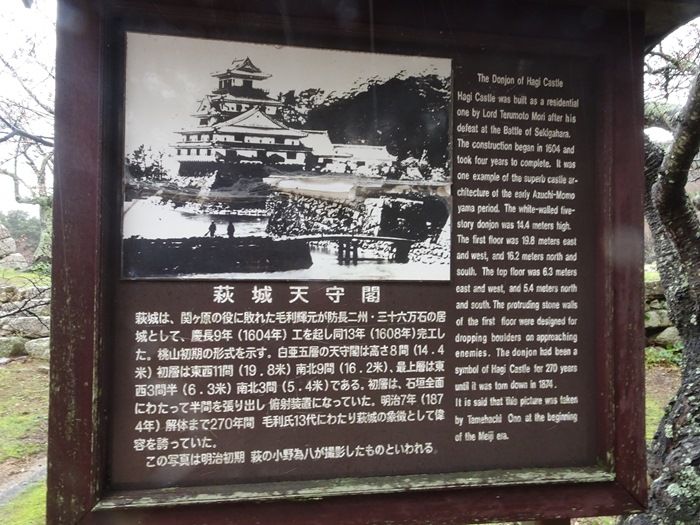 萩城天守閣
萩城は、関ヶ原の役に敗れた毛利輝元が防長二州・三十六万石の居
城として、慶長9年（1604年）工を起し同13年（1608年）完工し
た。桃山初期の形式を示す。白亜五層の天守閣は高さ8間（14.4
米）初層は東西11間（19.8米）南北9間（16.2米）、最上層は東
西3間半（6.3米）南北3間（5.4米）である。初層は、石垣全面
にわたって半間を張り出し 俯射装置になっていた。明治7年（187
4年）解体まで270年間 毛利氏13代にわたり萩城の象徴として偉
容を誇っていた。
この写真は明治初期 萩の小野為八が撮影したものといわれる。
The Donjon of Hagi Castle
Hagi Castle was built as a residential
one by Lord Terumoto Mori after his
defeat at the Battle of Sekigahara.
The construction began in 1604 and
took four years to complete. It was
one example of the superb castle ar-
chitecture of the early Azuchi-Momo
yama period. The white-walled five-
story donjon was 14.4 meters high.
The first floor was 19.8 meters east
and west, and 16.2 meters north and
south. The top floor was 6.3 meters
east and west, and 5.4 meters north
and south. The protruding stone walls
of the first floor were designed for
dropping boulders on approaching
enemies. The donjon had been a
symbol of Hagi Castle for 270 years
until it was torn down in 1874.
It is said that this picture was taken
by Tamehachi Ono at the beginning
of the Meiji era.